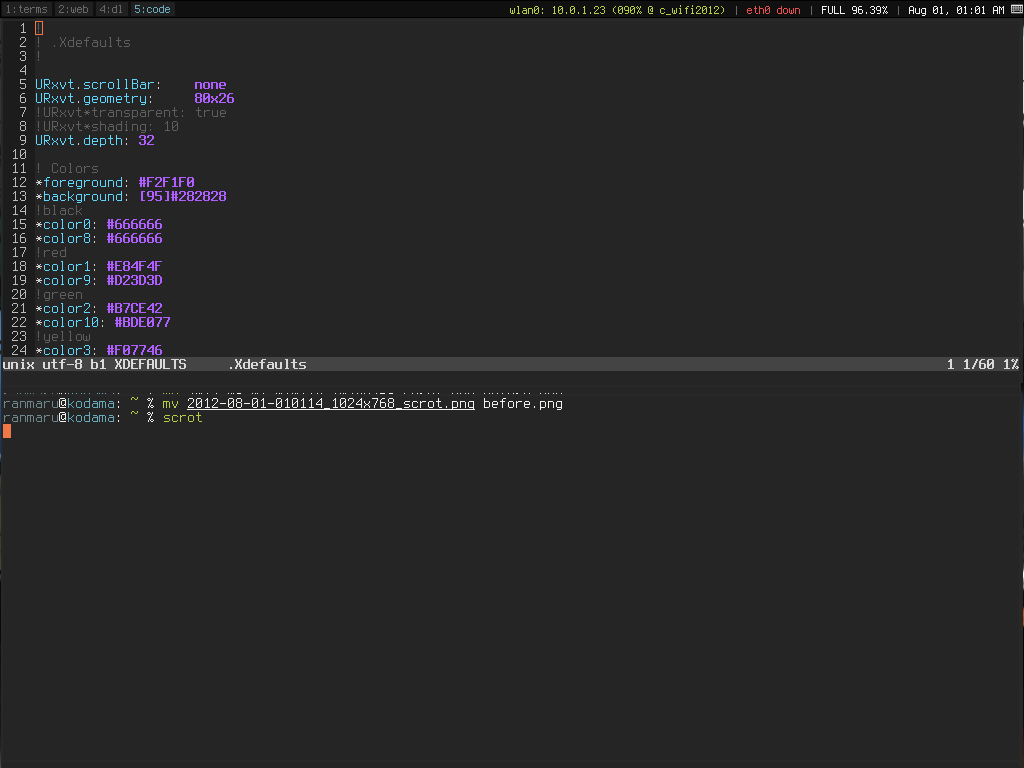 1:terms 2:web 4:dl 5:code wlan0: 10.0.1.23 (090% @ c_wifi2012) | eth0 down | FULL 96.39% | Aug 01, 01:01 AM
1 !
2 ! .Xdefaults
3 !
4
5 URxvt.scrollBar: none
6 URxvt.geometry: 80x26
7 !URxvt*transparent: true
8 !URxvt*shading: 10
9 URxvt.depth: 32
10
11 ! Colors
12 *foreground: #F2F1F0
13 *background: [95]#282828
14 !black
15 *color0: #666666
16 *color8: #666666
17 !red
18 *color1: #E84F4F
19 *color9: #D23D3D
20 !green
21 *color2: #B7CE42
22 *color10: #BDE077
23 !yellow
24 *color3: #F07746
unix utf-8 b1 XDEFAULTS .Xdefaults 1 1/60 1%
ranmaru@kodama: ~ % mv 2012-08-01-010114_1024x768_scrot.png before.png
ranmaru@kodama: ~ % scrot